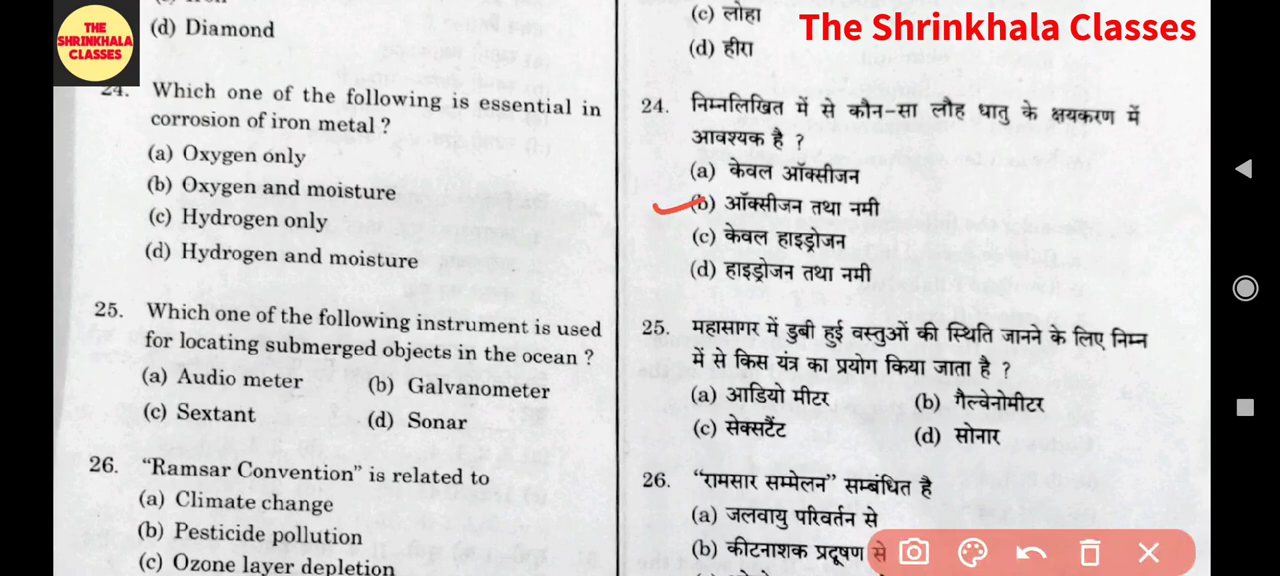 THE
SHRINKHALA
CLASSES
The Shrinkhala Classes
(d) Diamond
24. Which one of the following is essential in
corrosion of iron metal ?
(a) Oxygen only
(b) Oxygen and moisture
(c) Hydrogen only
(d) Hydrogen and moisture
25. Which one of the following instrument is used
for locating submerged objects in the ocean ?
(a) Audio meter (b) Galvanometer
(c) Sextant (d) Sonar
26. “Ramsar Convention” is related to
(a) Climate change
(b) Pesticide pollution
(c) Ozone layer depletion
(c) लोहा
(d) हीरा
24. निम्नलिखित में से कौन-सा लौह धातु के क्षयकरण में
आवश्यक है ?
(a) केवल ऑक्सीजन
(b) ऑक्सीजन तथा नमी
(c) केवल हाइड्रोजन
(d) हाइड्रोजन तथा नमी
25. महासागर में डुबी हुई वस्तुओं की स्थिति जानने के लिए निम्न
में से किस यंत्र का प्रयोग किया जाता है ?
(a) आडियो मीटर (b) गैल्वेनोमीटर
(c) सेक्सटैंट (d) सोनार
26. “रामसार सम्मेलन” सम्बंधित है
(a) जलवायु परिवर्तन से
(b) कीटनाशक प्रदूषण से